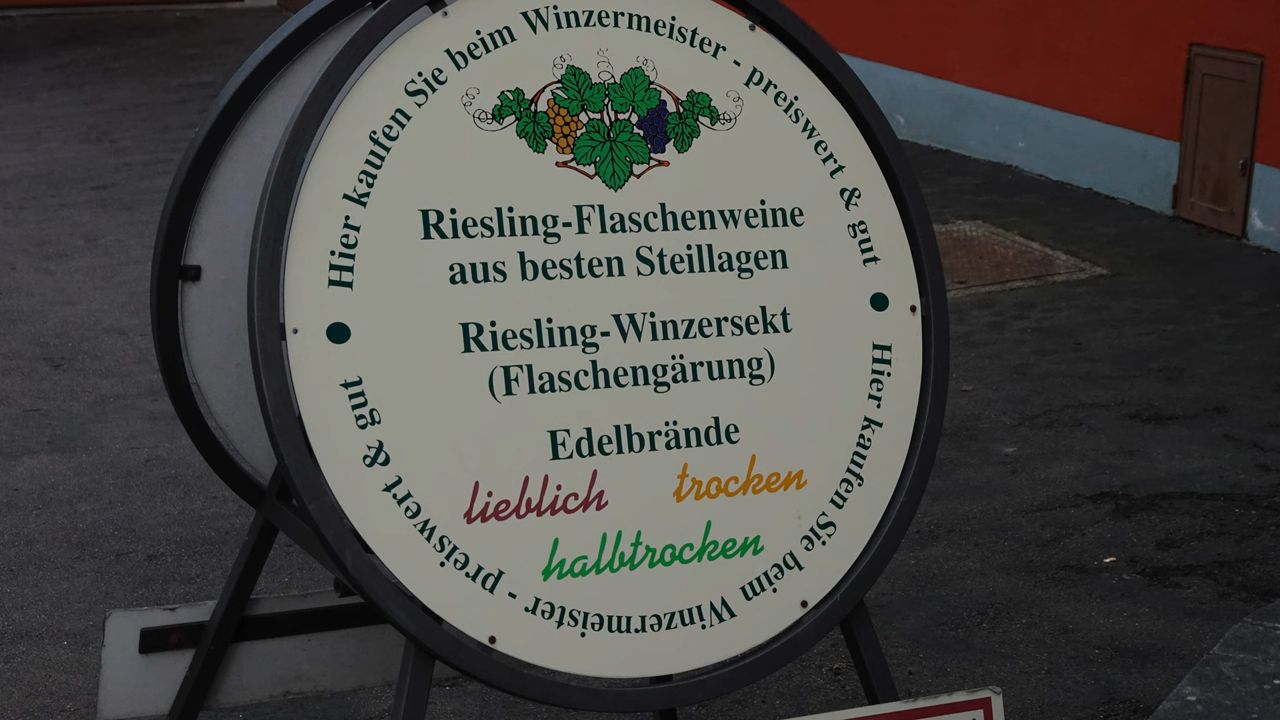 Hier kaufen Sie beim Winzermeister - preiswert & gut
Riesling-Flaschenweine
aus besten Steillagen
Riesling-Winzersekt
(Flaschengärung)
Edelbrände
lieblich trocken
halbtrocken
Hier kaufen Sie beim Winzermeister - preiswert & gut